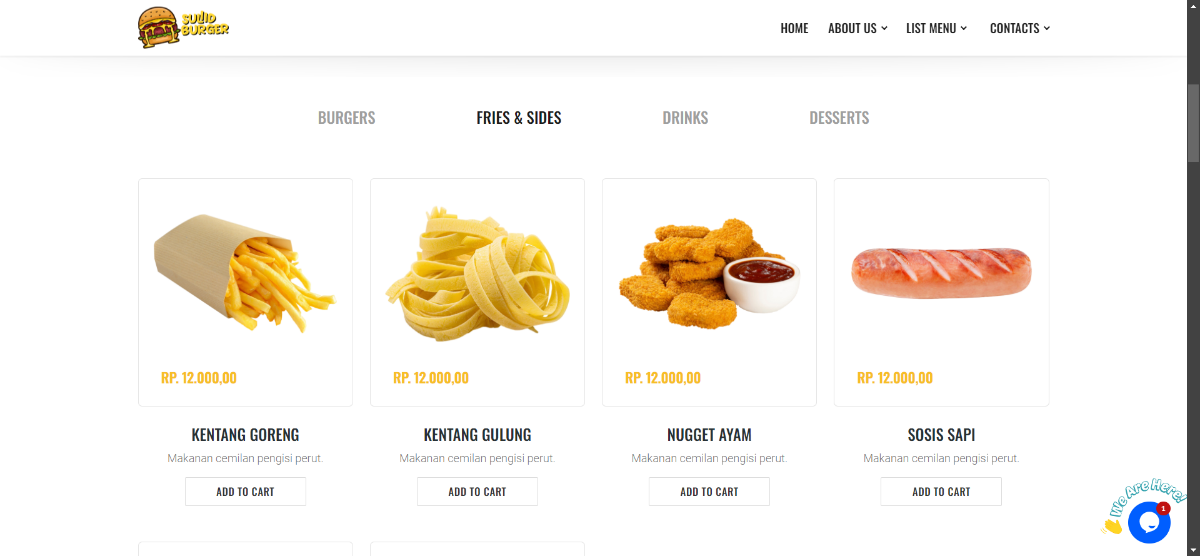 SULID
BURGER
HOME ABOUT US LIST MENU CONTACTS
BURGERS FRIES & SIDES DRINKS DESSERTS
RP. 12.000,00 RP. 12.000,00 RP. 12.000,00 RP. 12.000,00
KENTANG GORENG KENTANG GULUNG NUGGET AYAM SOSIS SAPI
Makanan cemilan pengisi perut. Makanan cemilan pengisi perut. Makanan cemilan pengisi perut. Makanan cemilan pengisi perut.
ADD TO CART ADD TO CART ADD TO CART ADD TO CART
We Are Here!
1